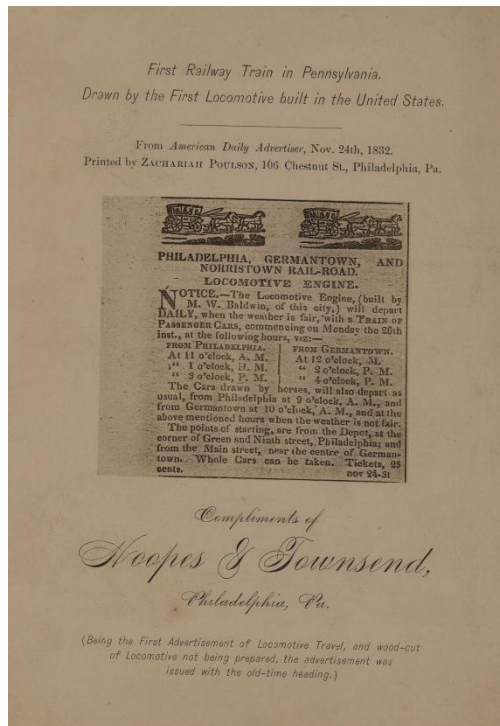 First Railway Train in Pennsylvania.
Drawn by the First Locomotive built in the United States.
From American Daily Advertiser, Nov. 24th, 1832.
Printed by ZACHARIAH POULSON, 106 Chestnut St., Philadelphia, Pa.
PHILADELPHIA, GERMANTOWN, AND
NORRISTOWN RAIL-ROAD.
LOCOMOTIVE ENGINE.
NOTICE.—The Locomotive Engine, (built by
M. W. Baldwin, of this city,) will depart
DAILY, when the weather is fair, with a TRAIN OF
PASSENGER CARS, commencing on Monday the 26th
inst., at the following hours, viz:—
FROM PHILADELPHIA.
At 11 o'clock, A. M.
" 1 o'clock, P. M.
" 3 o'clock, P. M.
FROM GERMANTOWN.
At 12 o'clock, M.
" 2 o'clock, P. M.
" 4 o'clock, P. M.
The Cars drawn by horses, will also depart as
usual, from Philadelphia at 9 o'clock, A. M., and
from Germantown at 10 o'clock, A. M., and at the
above mentioned hours when the weather is not fair.
The points of starting, are from the Depot, at the
corner of Green and Ninth street, Philadelphia; and
from the Main street, near the centre of German-
town. Whole Cars can be taken. Tickets, 25
cents. nov 24-3t
Compliments of
Hoopes & Townsend,
Philadelphia, Pa.
(Being the First Advertisement of Locomotive Travel, and wood-cut
of Locomotive not being prepared, the advertisement was
issued with the old-time heading.)